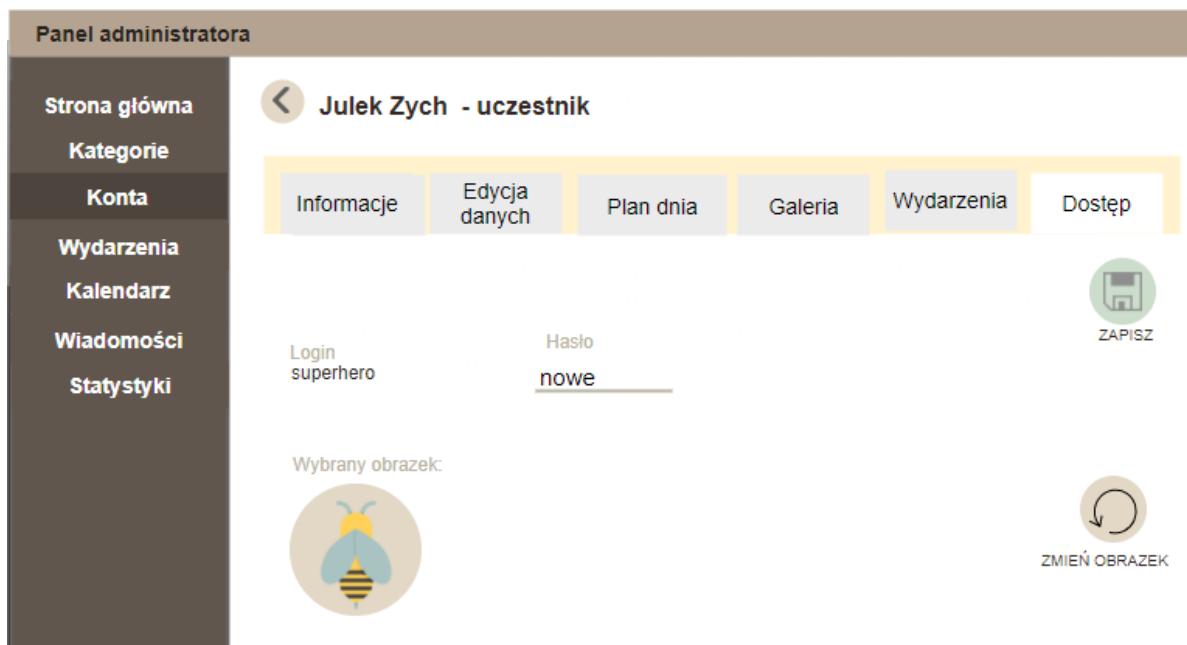 Panel administratora
Strona główna
Kategorie
Konta
Wydarzenia
Kalendarz
Wiadomości
Statystyki
Julek Zych - uczestnik
Informacje
Edycja
danych
Plan dnia
Galeria
Wydarzenia
Dostęp
ZAPISZ
Login
superhero
Hasło
nowe
Wybrany obrazek:
ZMIEŃ OBRAZEK